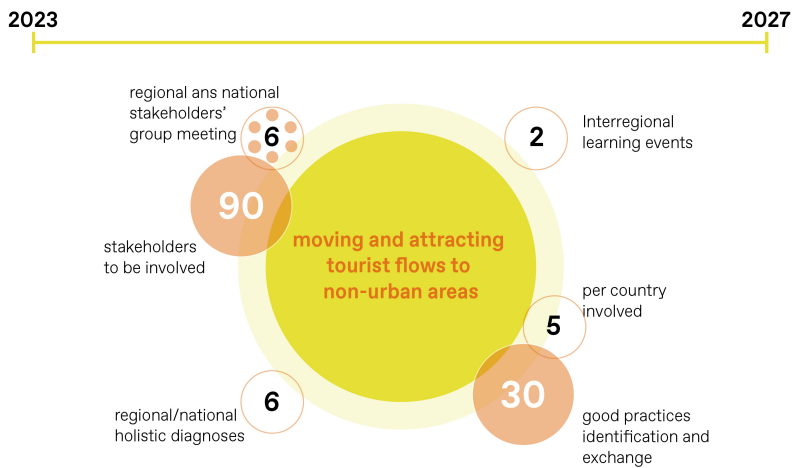 2023
2027
regional ans national
stakeholders’
group meeting
6
90
stakeholders
to be involved
2
Interregional
learning events
moving and attracting
tourist flows to
non-urban areas
per country
involved
5
30
good practices
identification and
exchange
6
regional/national
holistic diagnoses